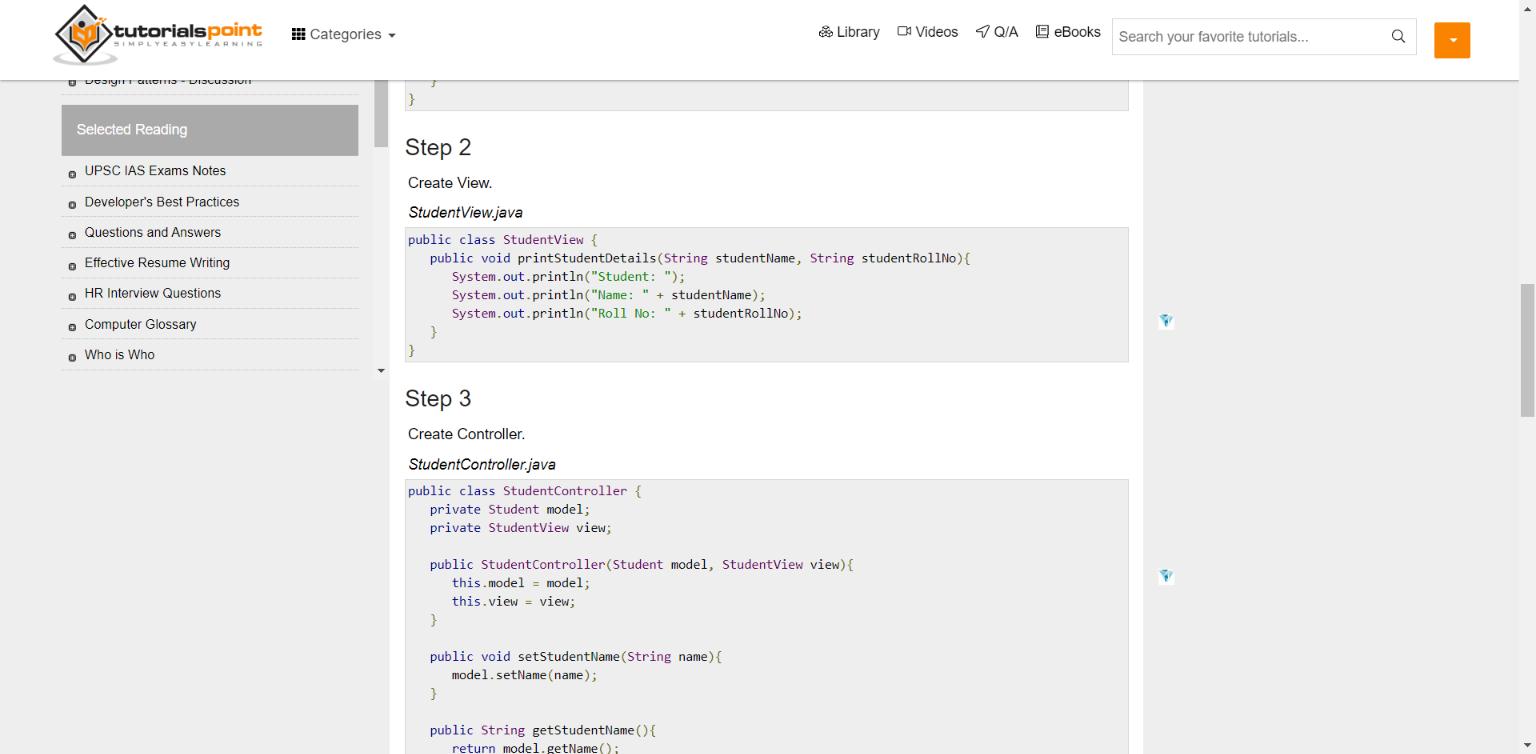 tutorialspoint
SIMPLYEASYLEARNING
Categories
Library
Videos
Q/A
eBooks
Search your favorite tutorials...
Design Patterns - Discussion
Selected Reading
UPSC IAS Exams Notes
Developer's Best Practices
Questions and Answers
Effective Resume Writing
HR Interview Questions
Computer Glossary
Who is Who
}
}
Step 2
Create View.
StudentView.java
public class StudentView {
   public void printStudentDetails(String studentName, String studentRollNo){
      System.out.println("Student: ");
      System.out.println("Name: " + studentName);
      System.out.println("Roll No: " + studentRollNo);
   }
}
Step 3
Create Controller.
StudentController.java
public class StudentController {
   private Student model;
   private StudentView view;
   public StudentController(Student model, StudentView view){
      this.model = model;
      this.view = view;
   }
   public void setStudentName(String name){
      model.setName(name);
   }
   public String getStudentName(){
      return model.getName();